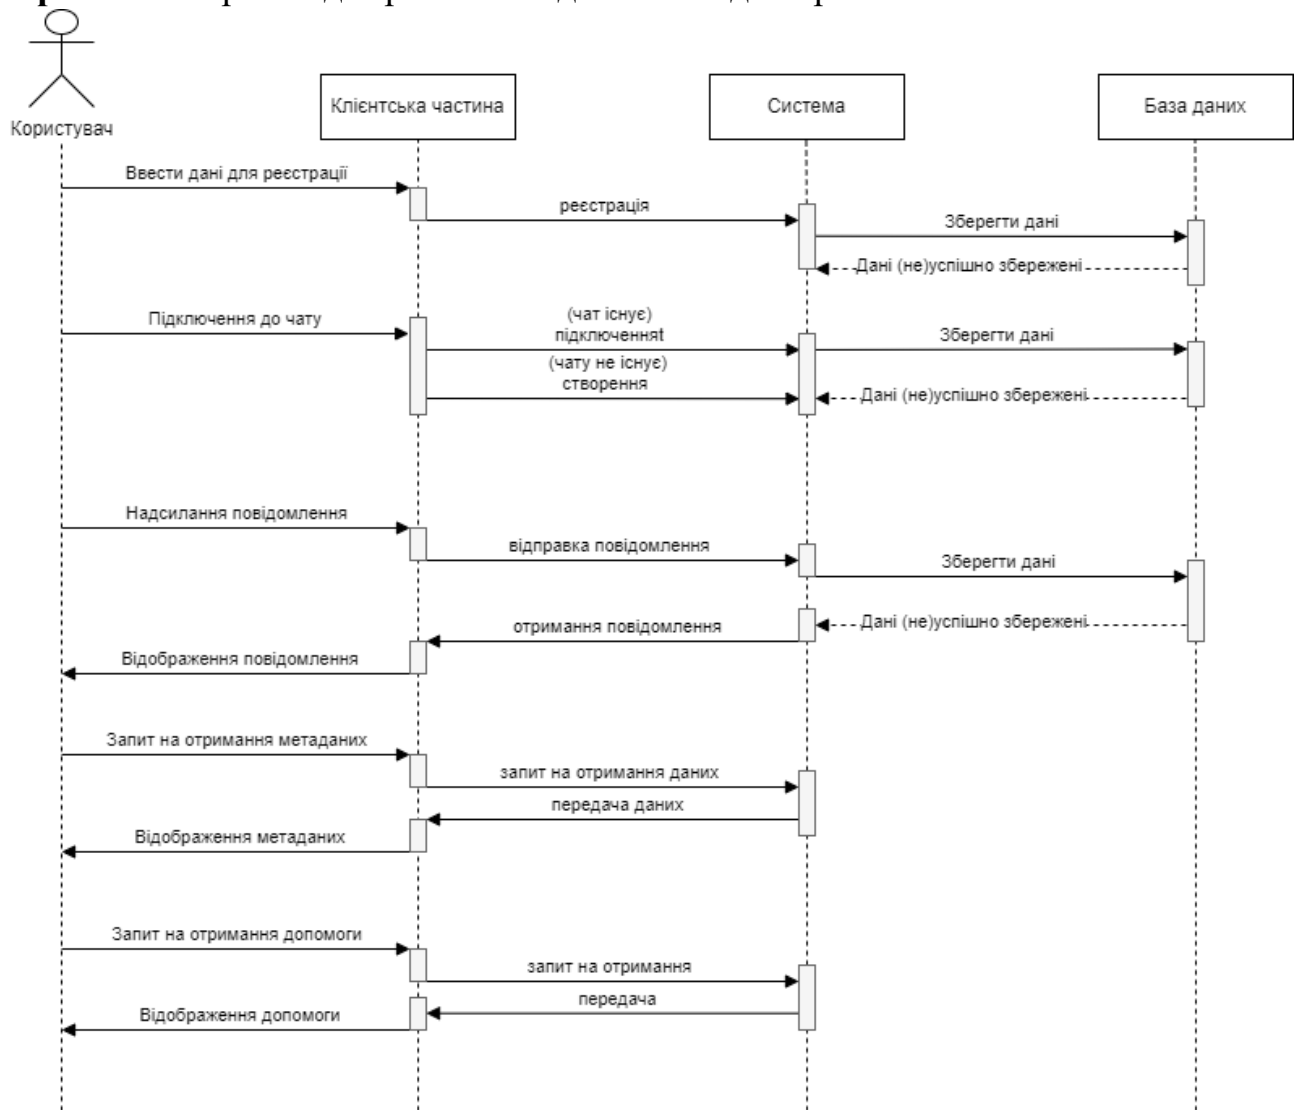 Користувач
Клієнтська частина
Система
База даних
Ввести дані для реєстрації
реєстрація
Зберегти дані
Дані (не)успішно збережені
Підключення до чату
(чат існує)
підключенняt
Зберегти дані
(чату не існує)
створення
Дані (не)успішно збережені
Надсилання повідомлення
відправка повідомлення
Зберегти дані
Дані (не)успішно збережені
отримання повідомлення
Відображення повідомлення
Запит на отримання метаданих
запит на отримання даних
передача даних
Відображення метаданих
Запит на отримання допомоги
запит на отримання
передача
Відображення допомоги